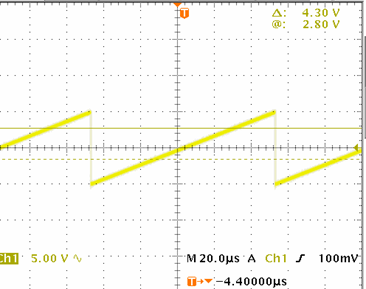 T
Δ: 4.30 V
@: 2.80 V
Ch1 5.00 V ∿ M 20.0μs A Ch1 ƒ 100mV
T→▼ -4.40000μs